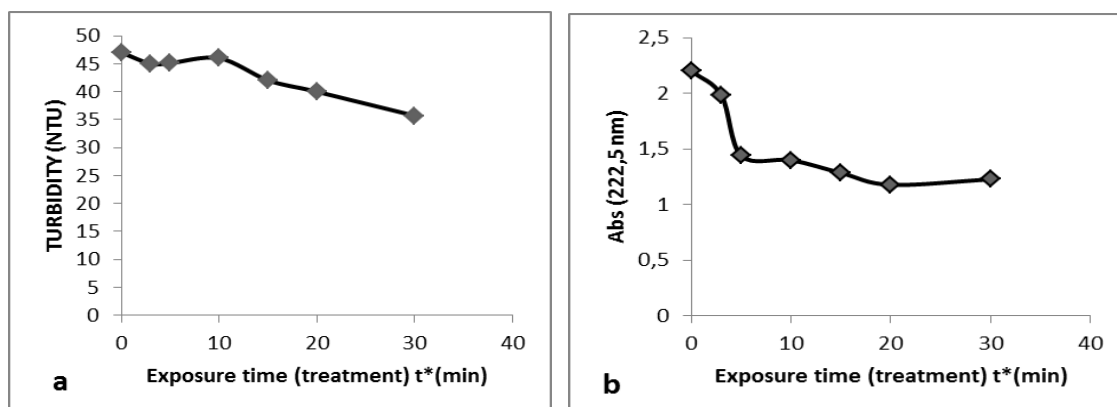 50
45
40
35
30
25
20
15
10
5
0
TURBIDITY (NTU)
0 10 20 30 40
Exposure time (treatment) t*(min)
a
2,5
2
1,5
1
0,5
0
Abs (222,5 nm)
0 10 20 30 40
Exposure time (treatment) t*(min)
b